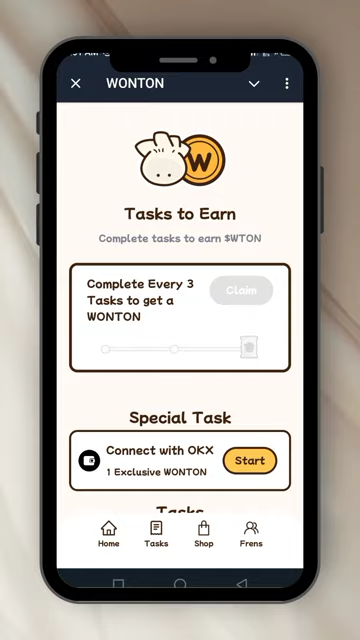 WONTON
W
Tasks to Earn
Complete tasks to earn $WTON
Complete Every 3
Tasks to get a
WONTON
Claim
Special Task
Connect with OKX
1 Exclusive WONTON
Start
Tasks
Home
Tasks
Shop
Frens